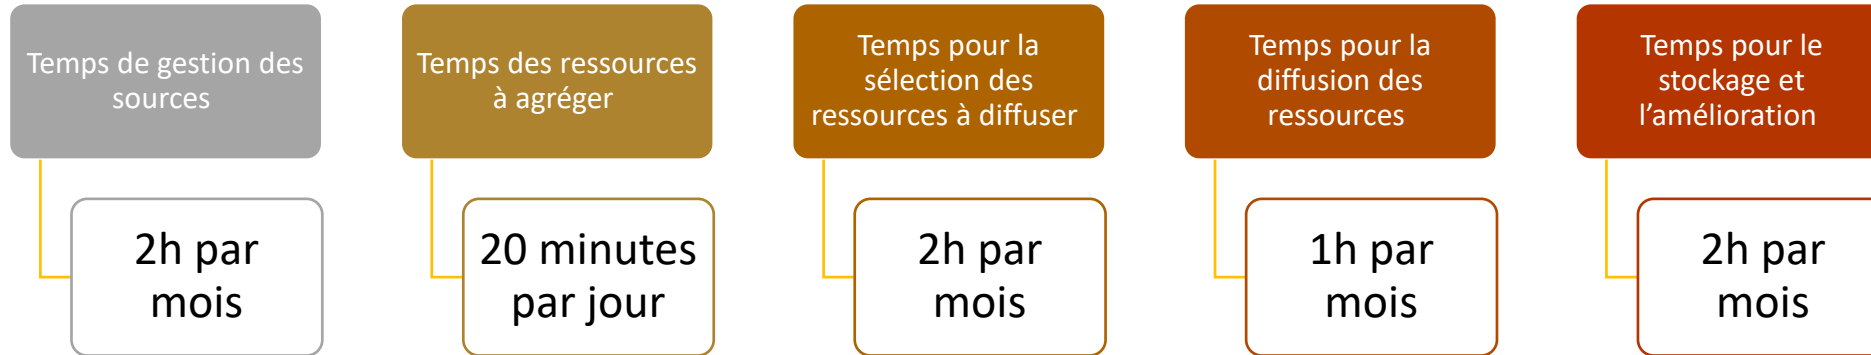 Temps de gestion des
sources
2h par
mois
Temps des ressources
à agréger
20 minutes
par jour
Temps pour la
sélection des
ressources à diffuser
2h par
mois
Temps pour la
diffusion des
ressources
1h par
mois
Temps pour le
stockage et
l’amélioration
2h par
mois